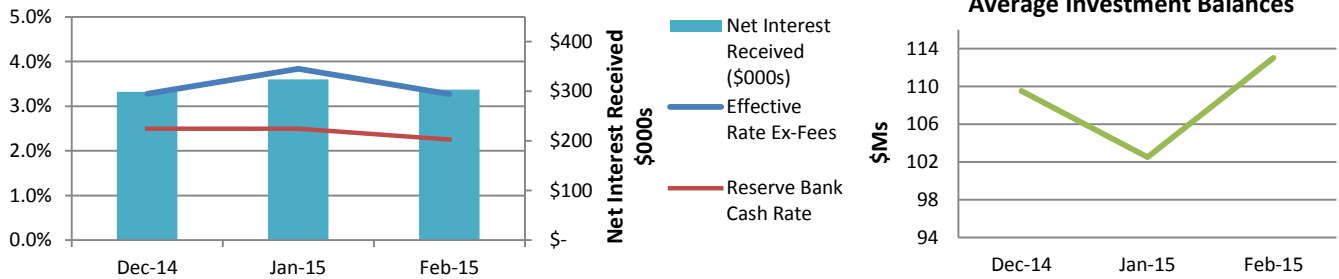 5.0%
4.0%
3.0%
2.0%
1.0%
0.0%
Dec-14
Jan-15
Feb-15
$400
$300
$200
$100
$-
Net Interest Received
$000s
Net Interest
Received
($000s)
Effective
Rate Ex-Fees
Reserve Bank
Cash Rate
Average Investment Balances
$Ms
114
110
106
102
98
94
Dec-14
Jan-15
Feb-15